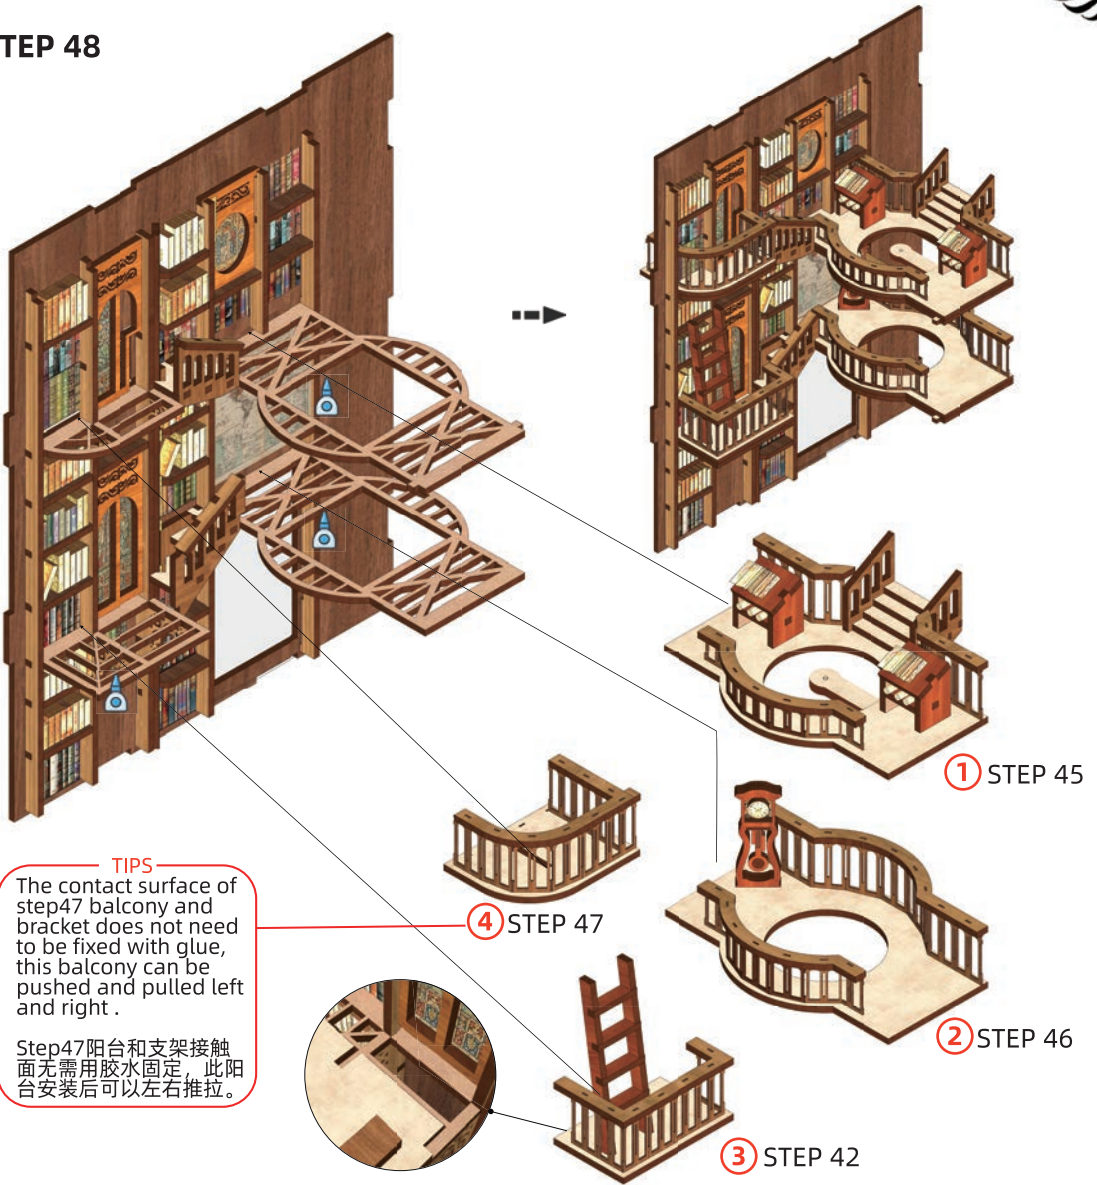 TEP 48
1 STEP 45
4 STEP 47
TIPS
The contact surface of
step47 balcony and
bracket does not need
to be fixed with glue,
this balcony can be
pushed and pulled left
and right .
Step47阳台和支架接触
面无需用胶水固定，此阳
台安装后可以左右推拉。
2 STEP 46
3 STEP 42